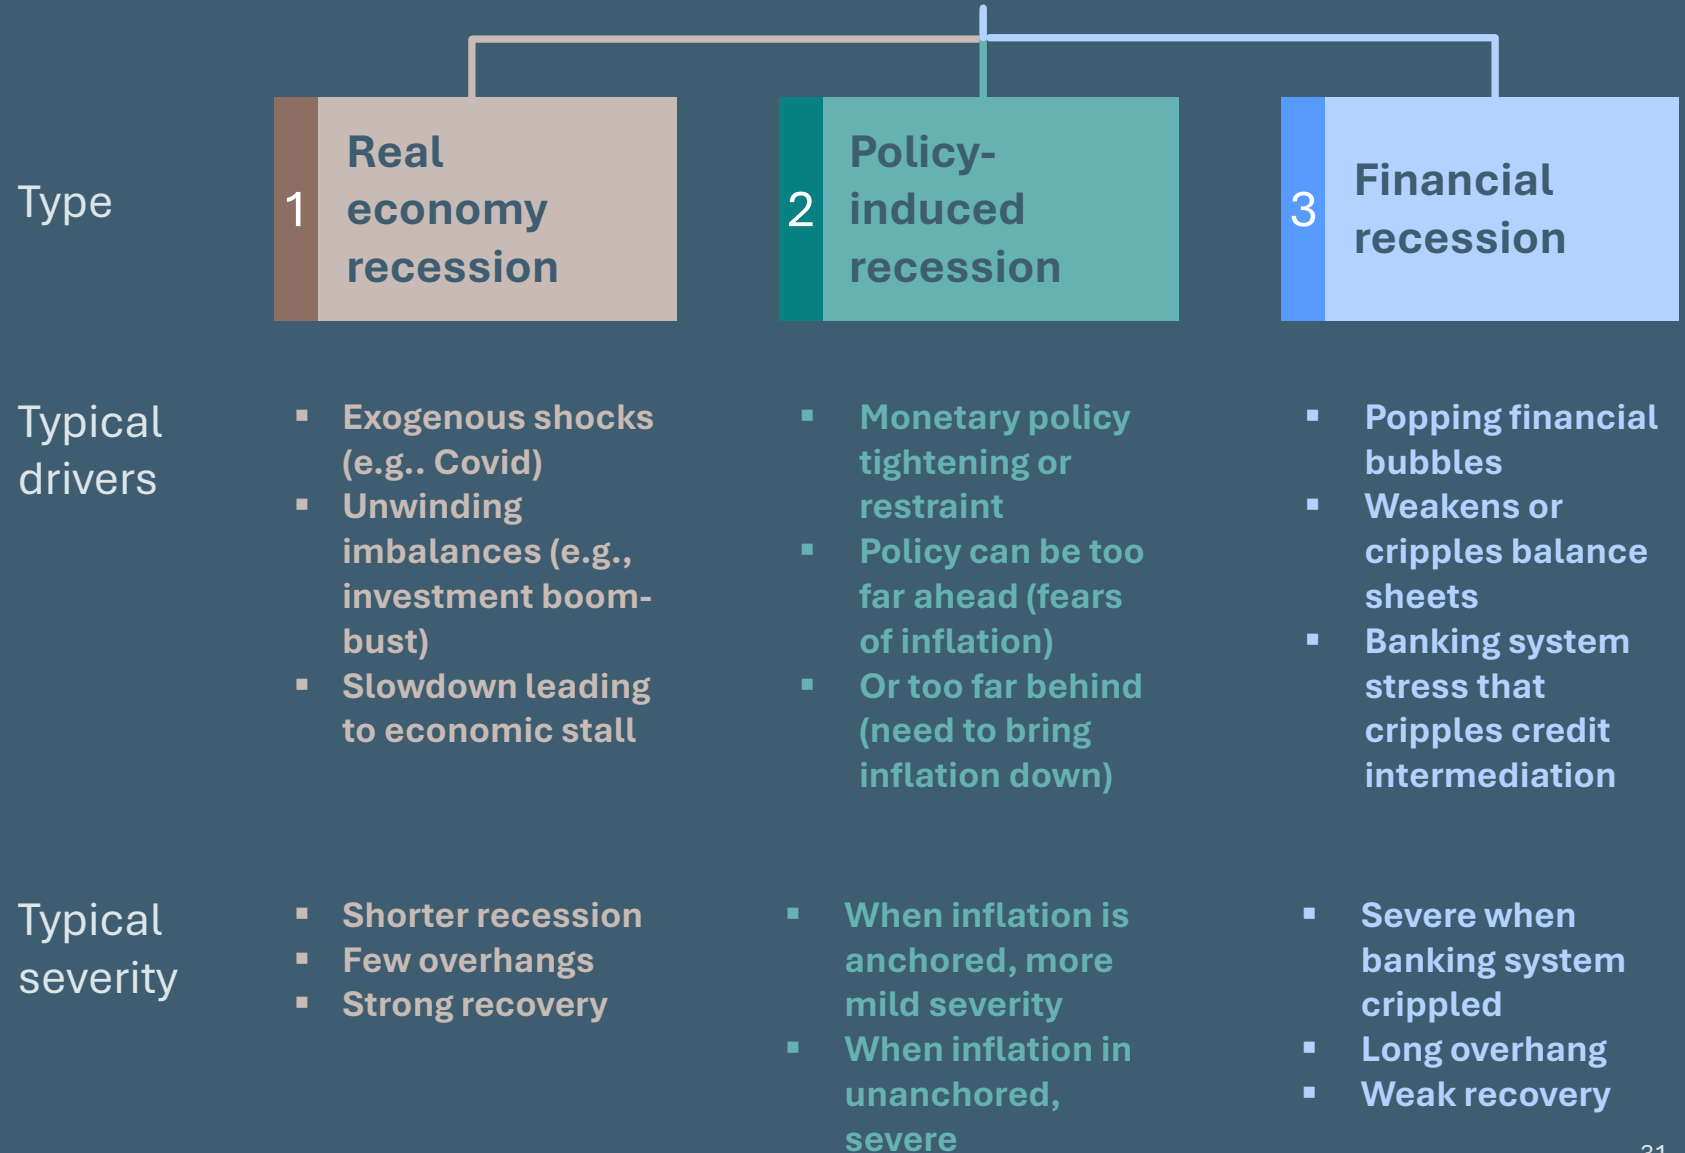 Type
1
Real
economy
recession
2
Policy-
induced
recession
3
Financial
recession
Typical
drivers
▪ Exogenous shocks
(e.g.. Covid)
▪ Unwinding
imbalances (e.g.,
investment boom-
bust)
▪ Slowdown leading
to economic stall
▪ Monetary policy
tightening or
restraint
▪ Policy can be too
far ahead (fears
of inflation)
▪ Or too far behind
(need to bring
inflation down)
▪ Popping financial
bubbles
▪ Weakens or
cripples balance
sheets
▪ Banking system
stress that
cripples credit
intermediation
Typical
severity
▪ Shorter recession
▪ Few overhangs
▪ Strong recovery
▪ When inflation is
anchored, more
mild severity
▪ When inflation in
unanchored,
severe
▪ Severe when
banking system
crippled
▪ Long overhang
▪ Weak recovery
31